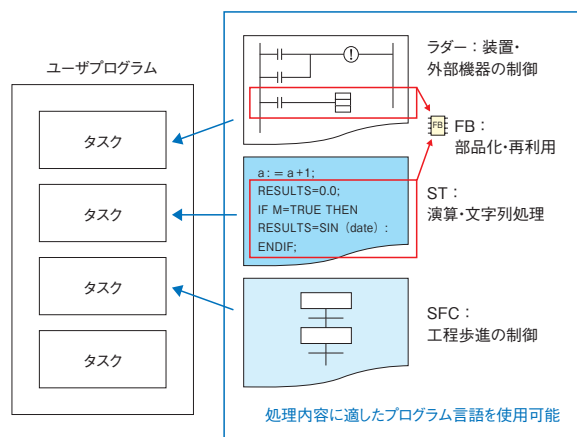 ユーザプログラム
タスク
タスク
タスク
タスク
ラダー：装置・
外部機器の制御
FB
FB：
部品化・再利用
a：＝a+1;
RESULTS=0.0;
IF M=TRUE THEN
RESULTS=SIN（date）：
ENDIF;
ST：
演算・文字列処理
SFC：
工程歩進の制御
処理内容に適したプログラム言語を使用可能